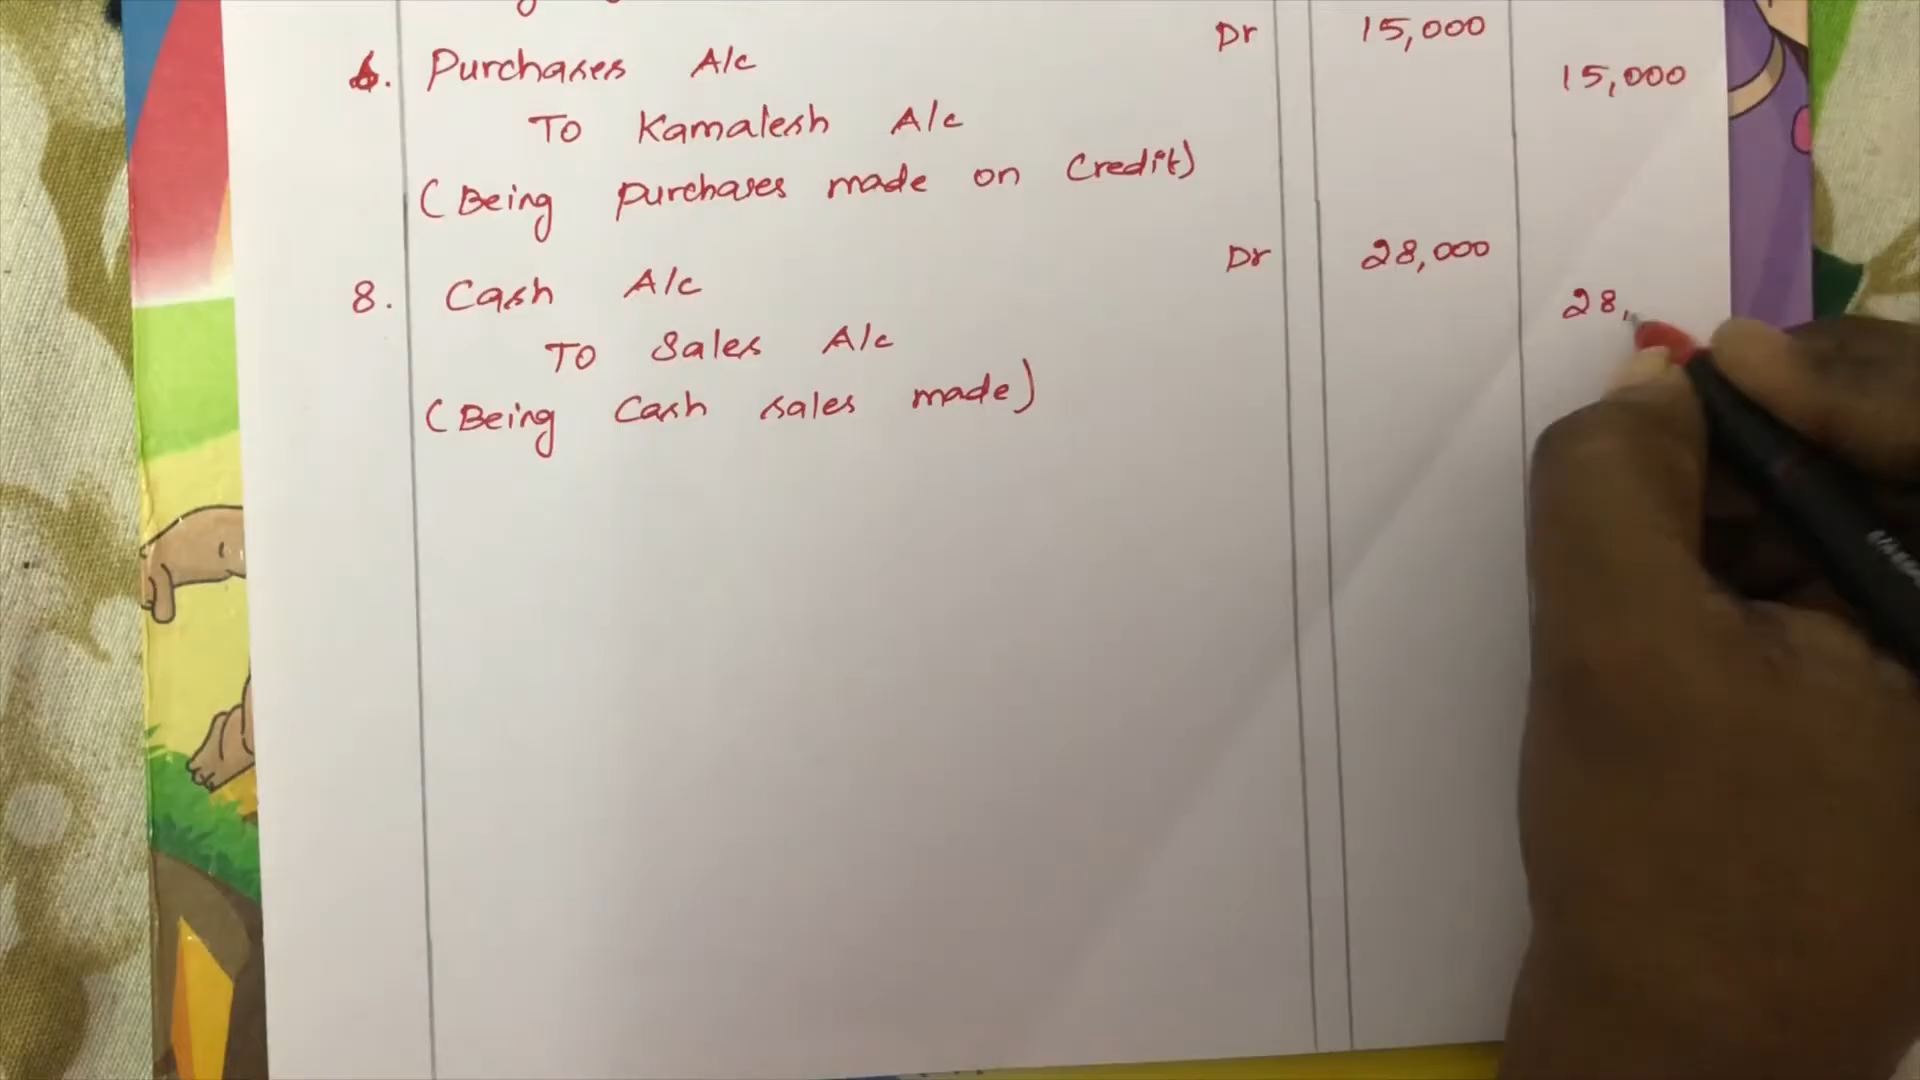 6. Purchases A/c Dr 15,000
To Kamalesh A/c 15,000
(Being purchases made on Credit)
8. Cash A/c Dr 28,000
To Sales A/c 28,
(Being Cash sales made)